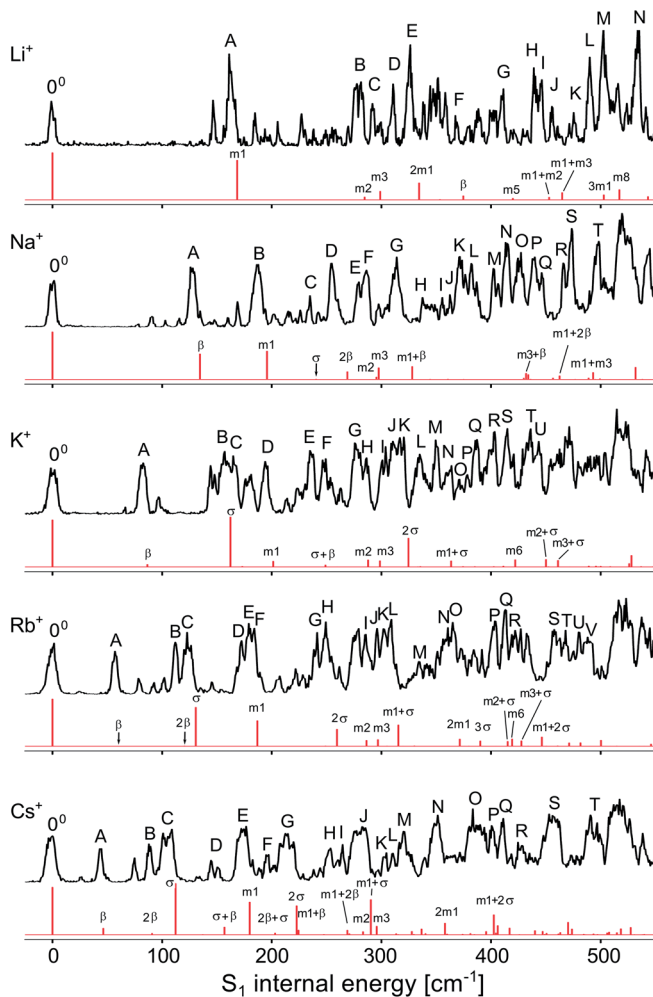 Li⁺
0⁰ A B C D E F G H I J K L M N
m1 m2 m3 2m1 β m5 m1+m2 m1+m3 3m1 m8
Na⁺
0⁰ A B C D E F G H I J K L M N O P Q R S T
β m1 σ 2β m2 m3 m1+β m3+β m1+2β m1+m3
K⁺
0⁰ A B C D E F G H I J K L M N O P Q R S T U
β σ m1 σ+β m2 m3 2σ m1+σ m6 m2+σ m3+σ
Rb⁺
0⁰ A B C D E F G H I J K L N O P Q R S T U V
β 2β σ m1 2σ m2 m3 m1+σ 2m1 3σ m2+σ m6 m3+σ m1+2σ
Cs⁺
0⁰ A B C D E F G H I J K L M N O P Q R S T
β 2β σ σ+β m1 2β+σ 2σ m1+β m1+2β m2 m1+σ m3 2m1 m1+2σ
0 100 200 300 400 500
S₁ internal energy [cm⁻¹]